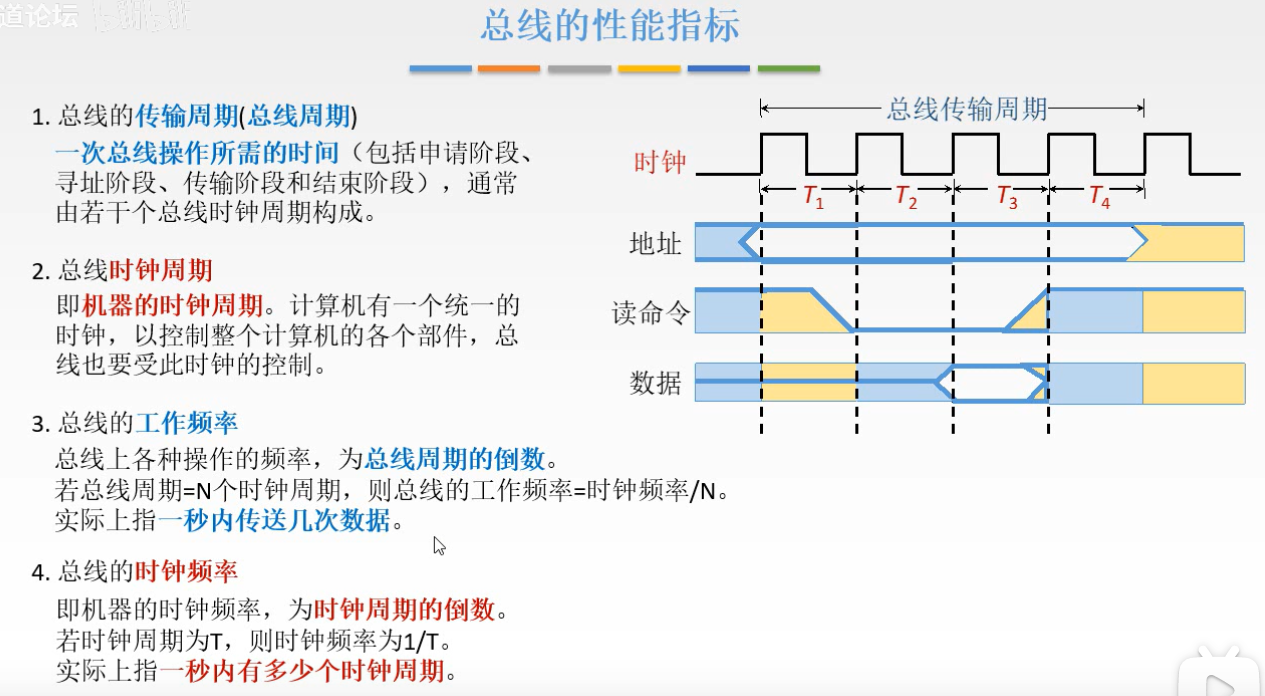 道论坛
总线的性能指标
1. 总线的传输周期(总线周期)
一次总线操作所需的时间（包括申请阶段、
寻址阶段、传输阶段和结束阶段），通常
由若干个总线时钟周期构成。
2. 总线时钟周期
即机器的时钟周期。计算机有一个统一的
时钟，以控制整个计算机的各个部件，总
线也要受此时钟的控制。
3. 总线的工作频率
总线上各种操作的频率，为总线周期的倒数。
若总线周期=N个时钟周期，则总线的工作频率=时钟频率/N。
实际上指一秒内传送几次数据。
4. 总线的时钟频率
即机器的时钟频率，为时钟周期的倒数。
若时钟周期为T，则时钟频率为1/T。
实际上指一秒内有多少个时钟周期。
总线传输周期
时钟
T1 T2 T3 T4
地址
读命令
数据